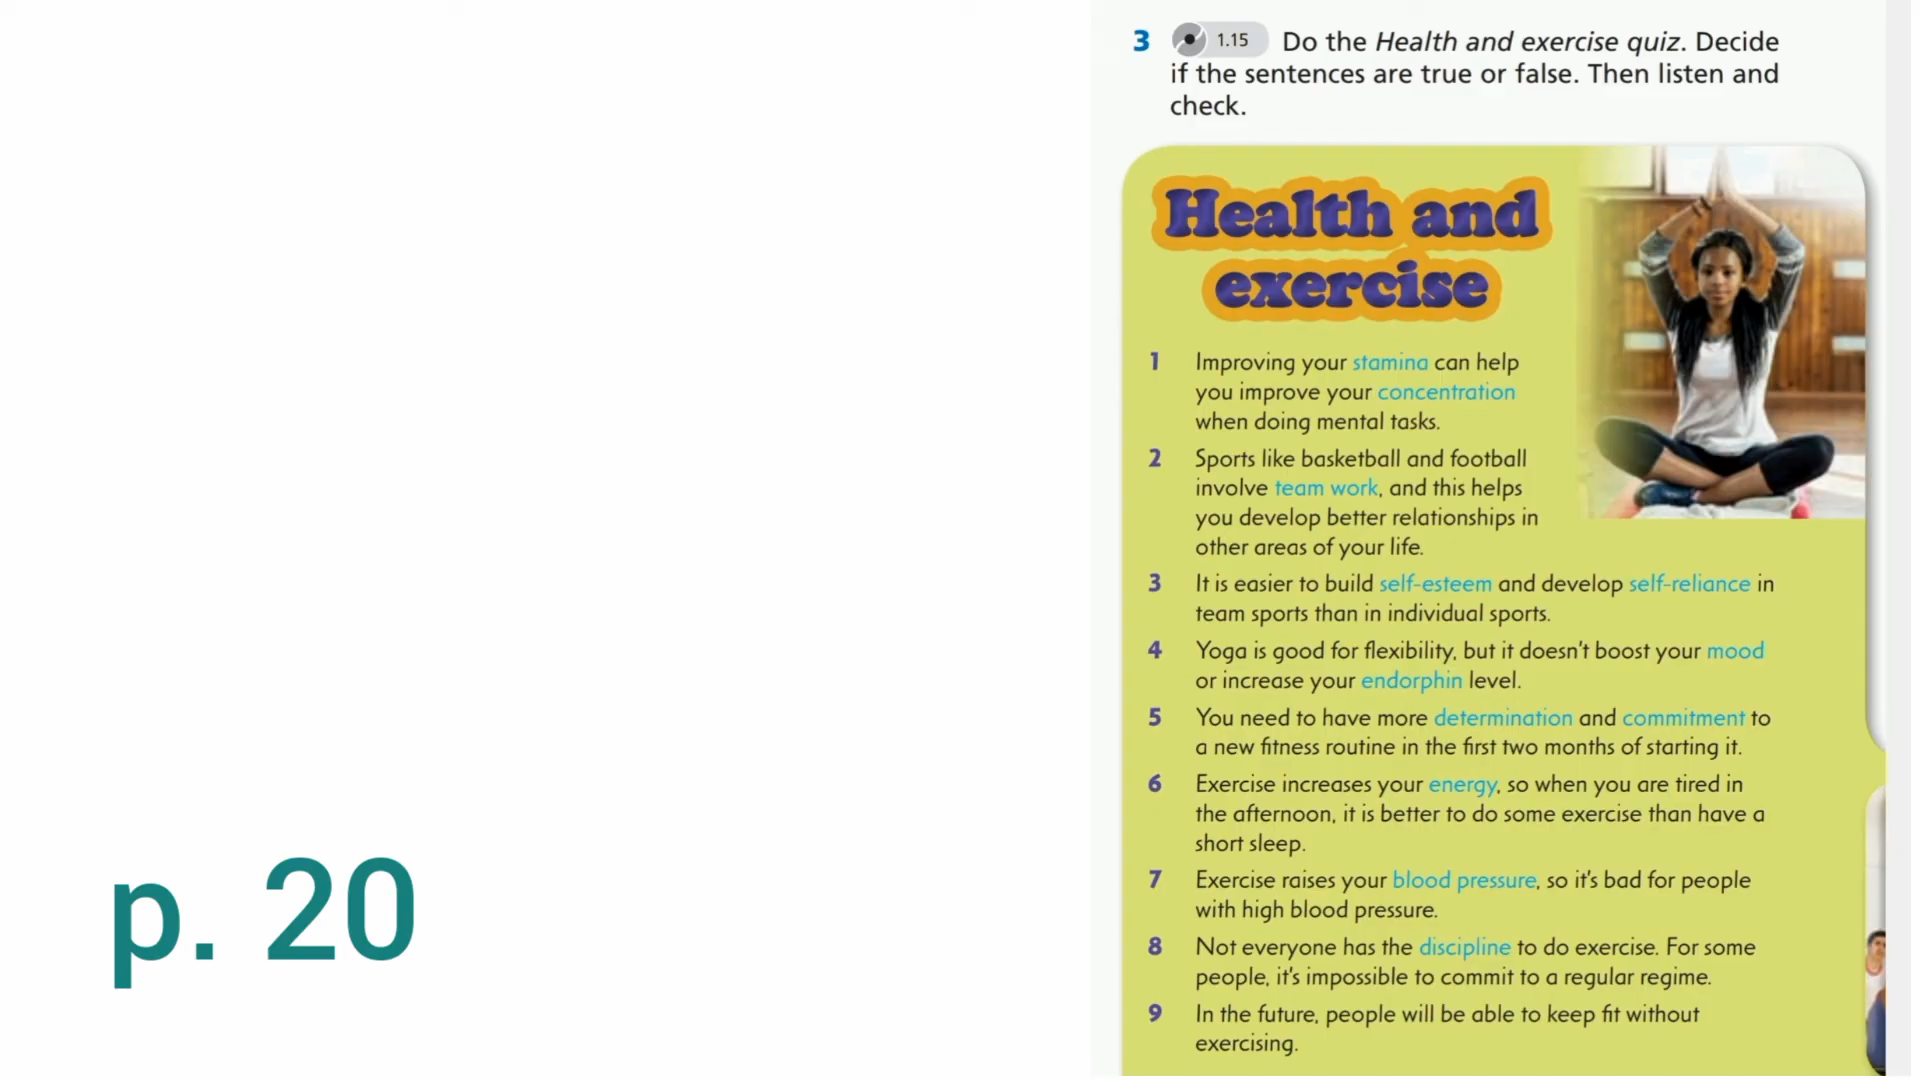 p. 20
3 1.15 Do the Health and exercise quiz. Decide
if the sentences are true or false. Then listen and
check.
Health and
exercise
1 Improving your stamina can help
you improve your concentration
when doing mental tasks.
2 Sports like basketball and football
involve team work, and this helps
you develop better relationships in
other areas of your life.
3 It is easier to build self-esteem and develop self-reliance in
team sports than in individual sports.
4 Yoga is good for flexibility, but it doesn't boost your mood
or increase your endorphin level.
5 You need to have more determination and commitment to
a new fitness routine in the first two months of starting it.
6 Exercise increases your energy, so when you are tired in
the afternoon, it is better to do some exercise than have a
short sleep.
7 Exercise raises your blood pressure, so it's bad for people
with high blood pressure.
8 Not everyone has the discipline to do exercise. For some
people, it's impossible to commit to a regular regime.
9 In the future, people will be able to keep fit without
exercising.